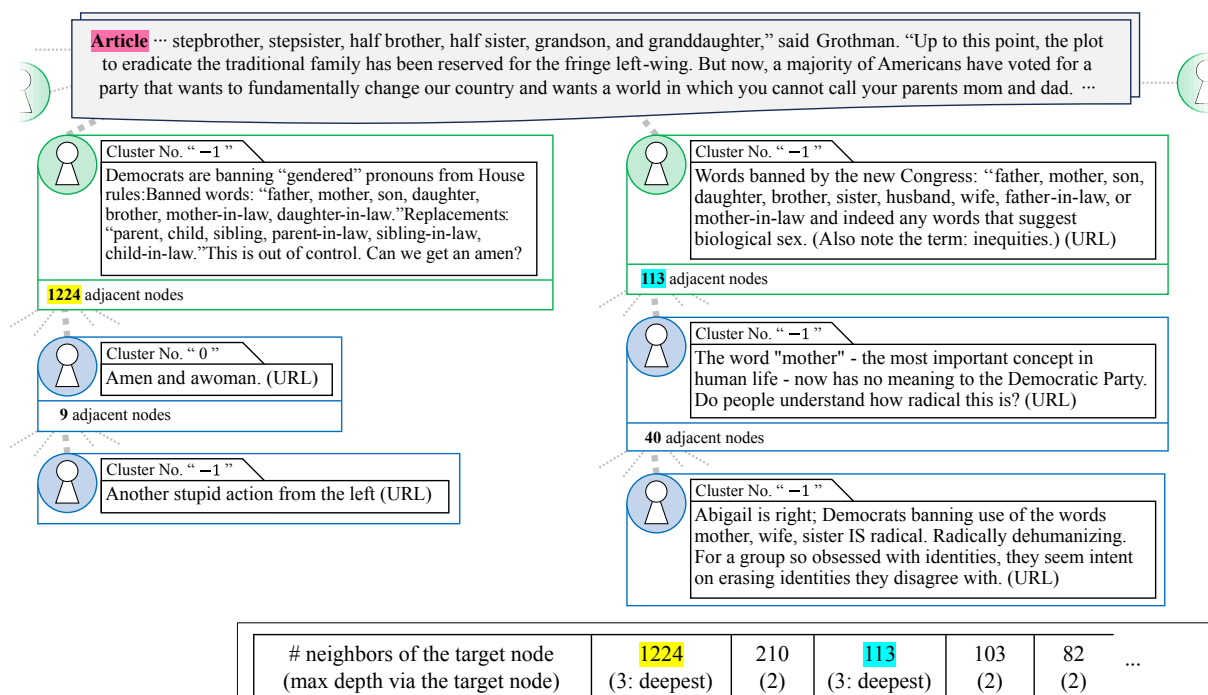 Article ··· stepbrother, stepsister, half brother, half sister, grandson, and granddaughter,” said Grothman. “Up to this point, the plot
to eradicate the traditional family has been reserved for the fringe left-wing. But now, a majority of Americans have voted for a
party that wants to fundamentally change our country and wants a world in which you cannot call your parents mom and dad. ···
Cluster No. “ −1 ”
Democrats are banning “gendered” pronouns from House
rules:Banned words: “father, mother, son, daughter,
brother, mother-in-law, daughter-in-law.”Replacements:
“parent, child, sibling, parent-in-law, sibling-in-law,
child-in-law.”This is out of control. Can we get an amen?
1224 adjacent nodes
Cluster No. “ 0 ”
Amen and awoman. (URL)
9 adjacent nodes
Cluster No. “ −1 ”
Another stupid action from the left (URL)
Cluster No. “ −1 ”
Words banned by the new Congress: “father, mother, son,
daughter, brother, sister, husband, wife, father-in-law, or
mother-in-law and indeed any words that suggest
biological sex. (Also note the term: inequities.) (URL)
113 adjacent nodes
Cluster No. “ −1 ”
The word "mother" - the most important concept in
human life - now has no meaning to the Democratic Party.
Do people understand how radical this is? (URL)
40 adjacent nodes
Cluster No. “ −1 ”
Abigail is right; Democrats banning use of the words
mother, wife, sister IS radical. Radically dehumanizing.
For a group so obsessed with identities, they seem intent
on erasing identities they disagree with. (URL)
# neighbors of the target node 1224 210 113 103 82 ...
(max depth via the target node) (3: deepest) (2) (3: deepest) (2) (2)